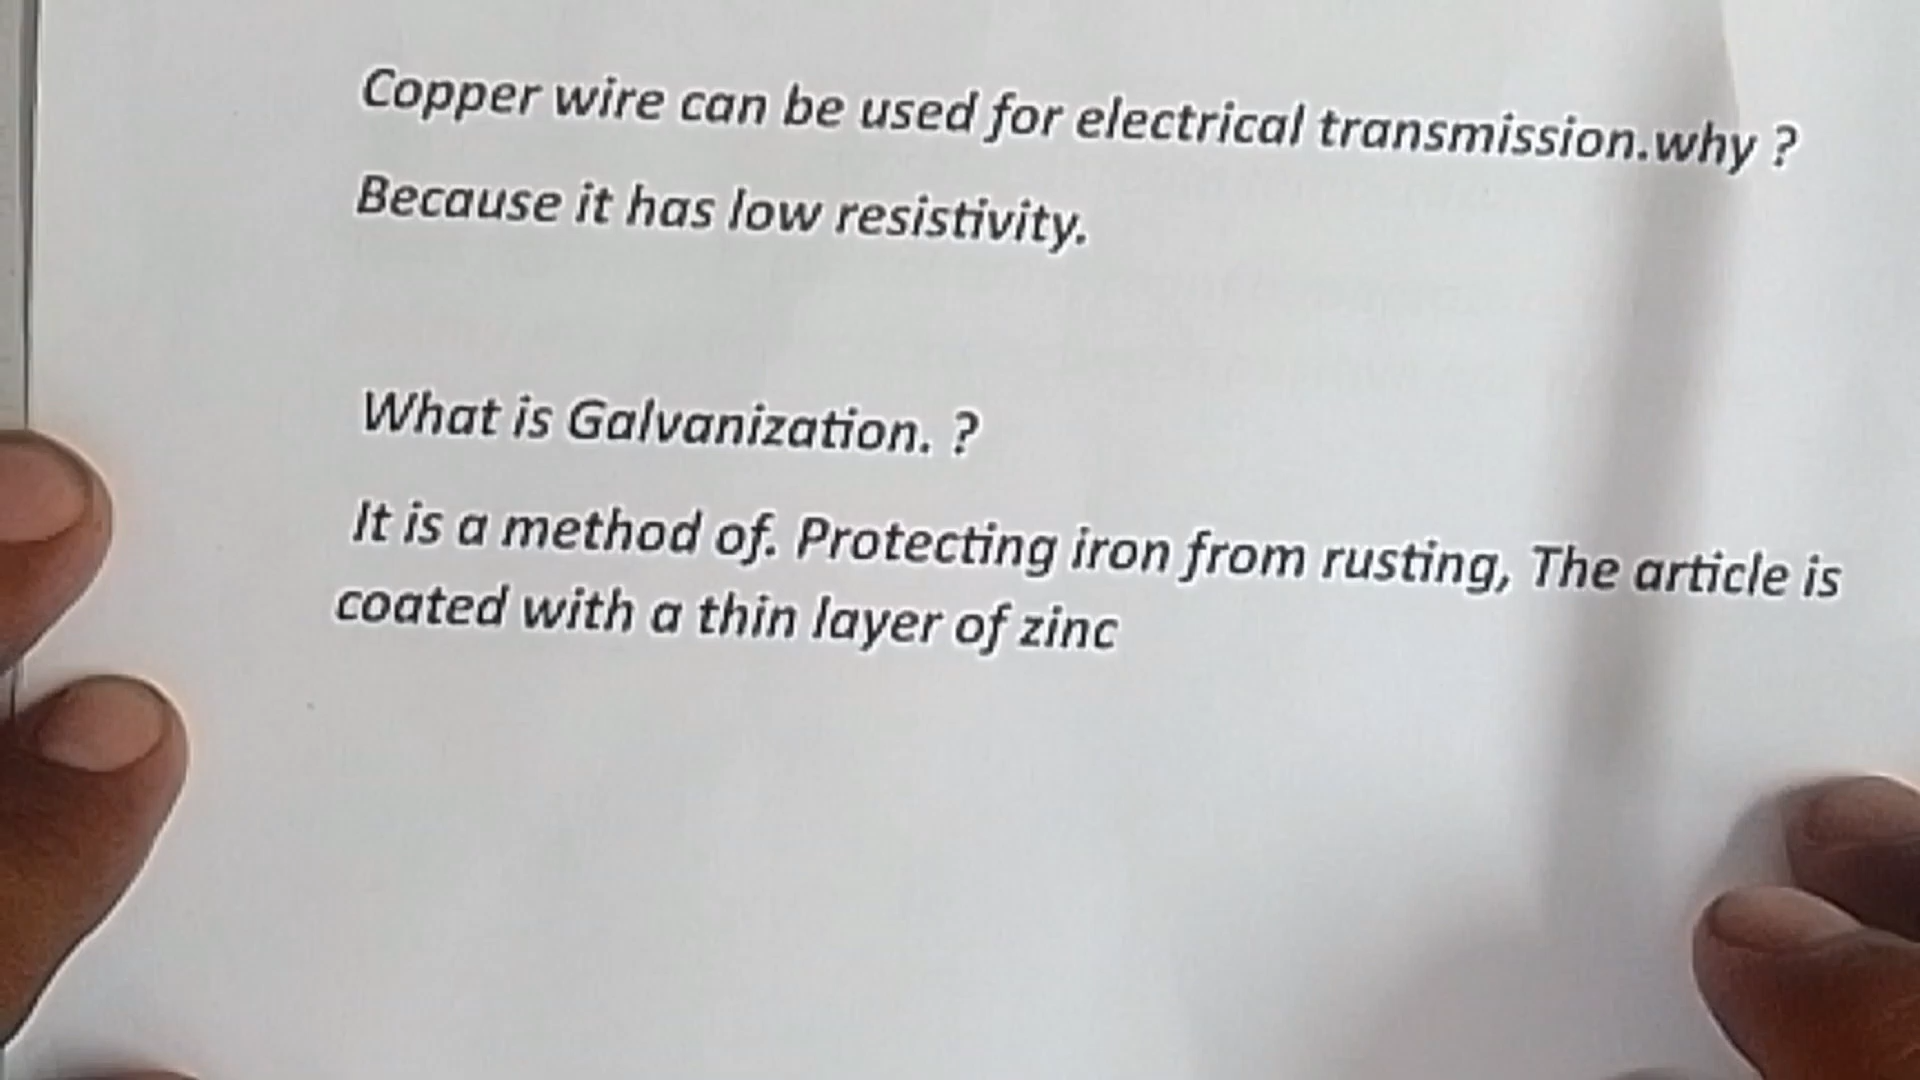 Copper wire can be used for electrical transmission.why ?
Because it has low resistivity.
What is Galvanization. ?
It is a method of. Protecting iron from rusting, The article is
coated with a thin layer of zinc